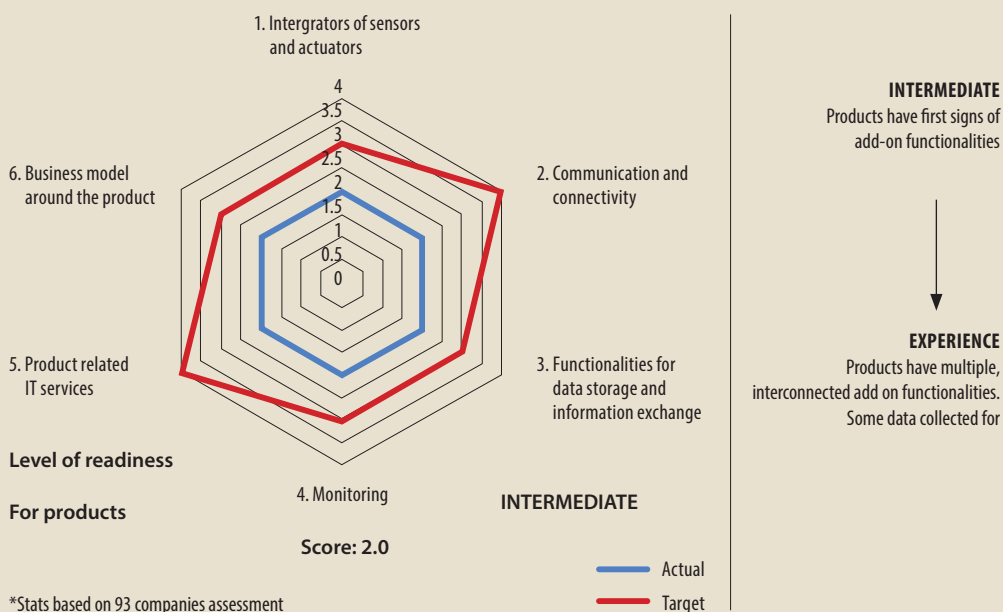 1. Intergrators of sensors
and actuators
4
3.5
3
2.5
2
1.5
1
0.5
0
6. Business model
around the product
2. Communication and
connectivity
5. Product related
IT services
3. Functionalities for
data storage and
information exchange
4. Monitoring
Level of readiness
For products
INTERMEDIATE
Score: 2.0
Actual
Target
*Stats based on 93 companies assessment
INTERMEDIATE
Products have first signs of
add-on functionalities
EXPERIENCE
Products have multiple,
interconnected add on functionalities.
Some data collected for